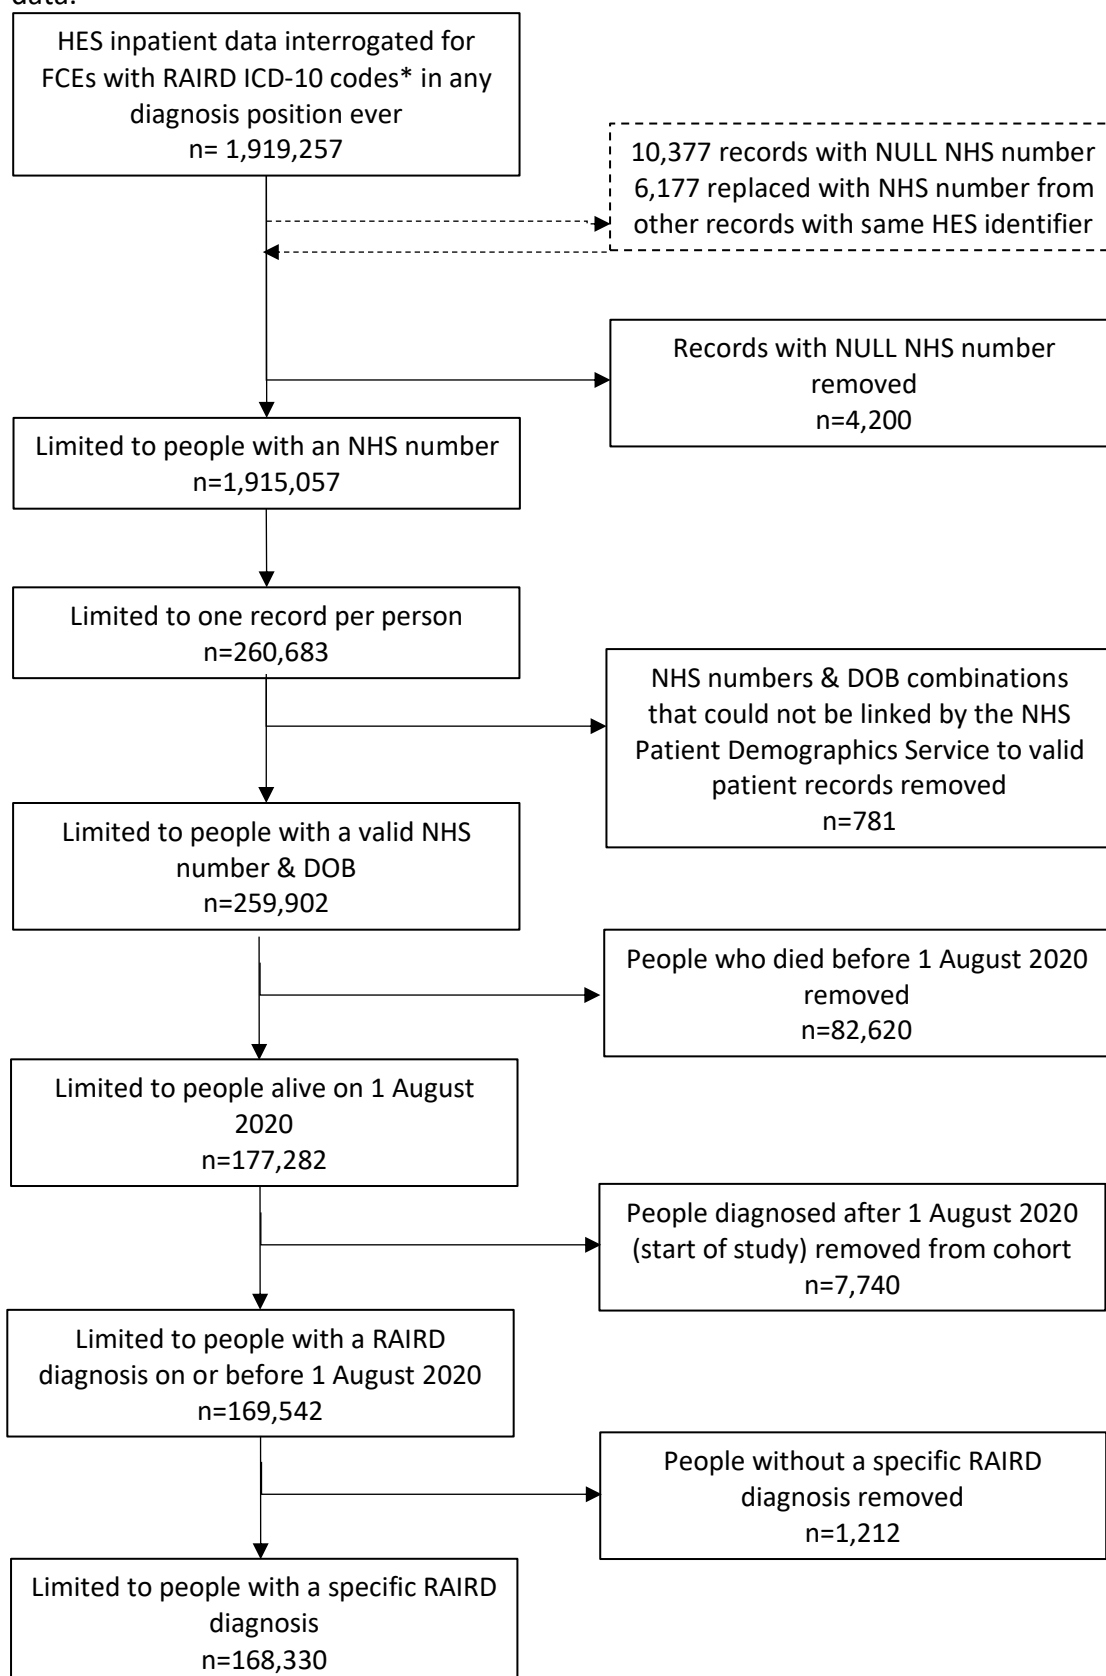 data.
HES inpatient data interrogated for
FCEs with RAIRD ICD-10 codes* in any
diagnosis position ever
n= 1,919,257
10,377 records with NULL NHS number
6,177 replaced with NHS number from
other records with same HES identifier
Records with NULL NHS number
removed
n=4,200
Limited to people with an NHS number
n=1,915,057
Limited to one record per person
n=260,683
NHS numbers & DOB combinations
that could not be linked by the NHS
Patient Demographics Service to valid
patient records removed
n=781
Limited to people with a valid NHS
number & DOB
n=259,902
People who died before 1 August 2020
removed
n=82,620
Limited to people alive on 1 August
2020
n=177,282
People diagnosed after 1 August 2020
(start of study) removed from cohort
n=7,740
Limited to people with a RAIRD
diagnosis on or before 1 August 2020
n=169,542
People without a specific RAIRD
diagnosis removed
n=1,212
Limited to people with a specific RAIRD
diagnosis
n=168,330